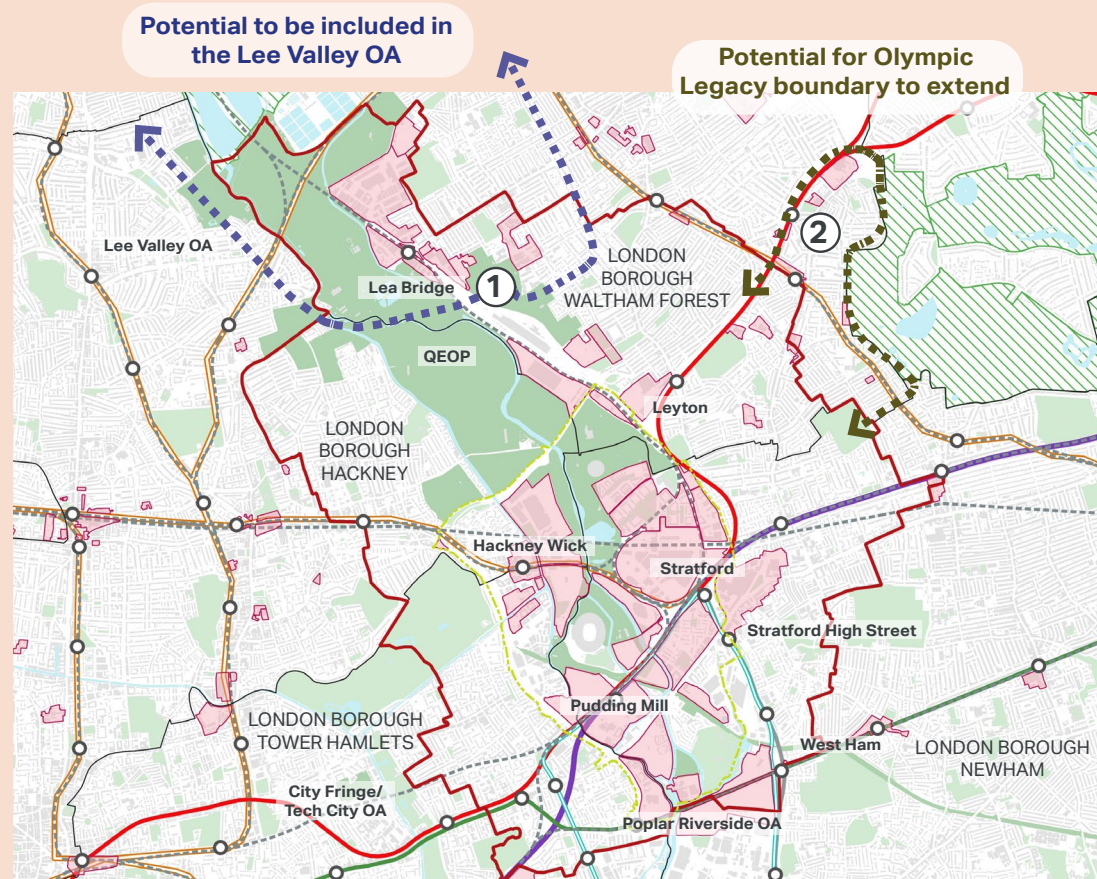 Potential to be included in
the Lee Valley OA
Potential for Olympic
Legacy boundary to extend
Lee Valley OA
Lea Bridge
1
LONDON
BOROUGH
WALTHAM FOREST
2
QEOP
Leyton
LONDON
BOROUGH
HACKNEY
Hackney Wick
Stratford
Stratford High Street
Pudding Mill
LONDON BOROUGH
TOWER HAMLETS
West Ham
LONDON BOROUGH
NEWHAM
City Fringe/
Tech City OA
Poplar Riverside OA